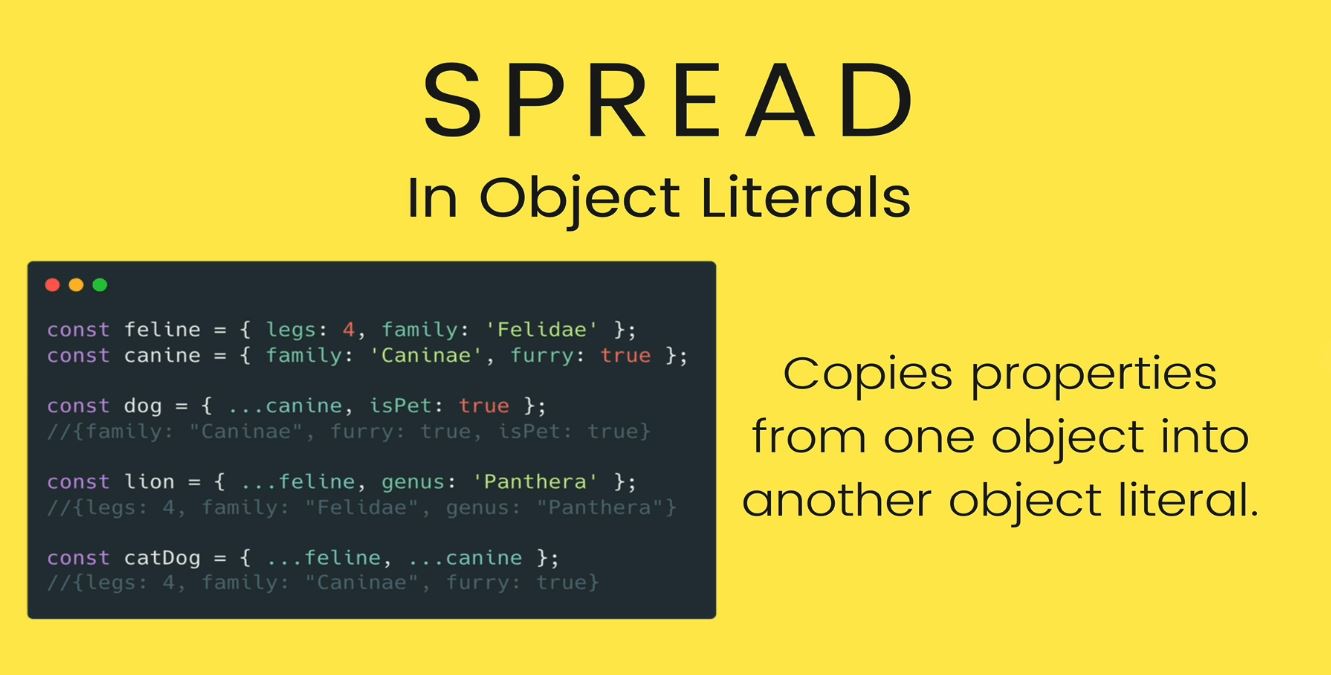 SPREAD
In Object Literals
const feline = { legs: 4, family: 'Felidae' };
const canine = { family: 'Caninae', furry: true };
const dog = { ...canine, isPet: true };
//{family: "Caninae", furry: true, isPet: true}
const lion = { ...feline, genus: 'Panthera' };
//{legs: 4, family: "Felidae", genus: "Panthera"}
const catDog = { ...feline, ...canine };
//{legs: 4, family: "Caninae", furry: true}
Copies properties
from one object into
another object literal.